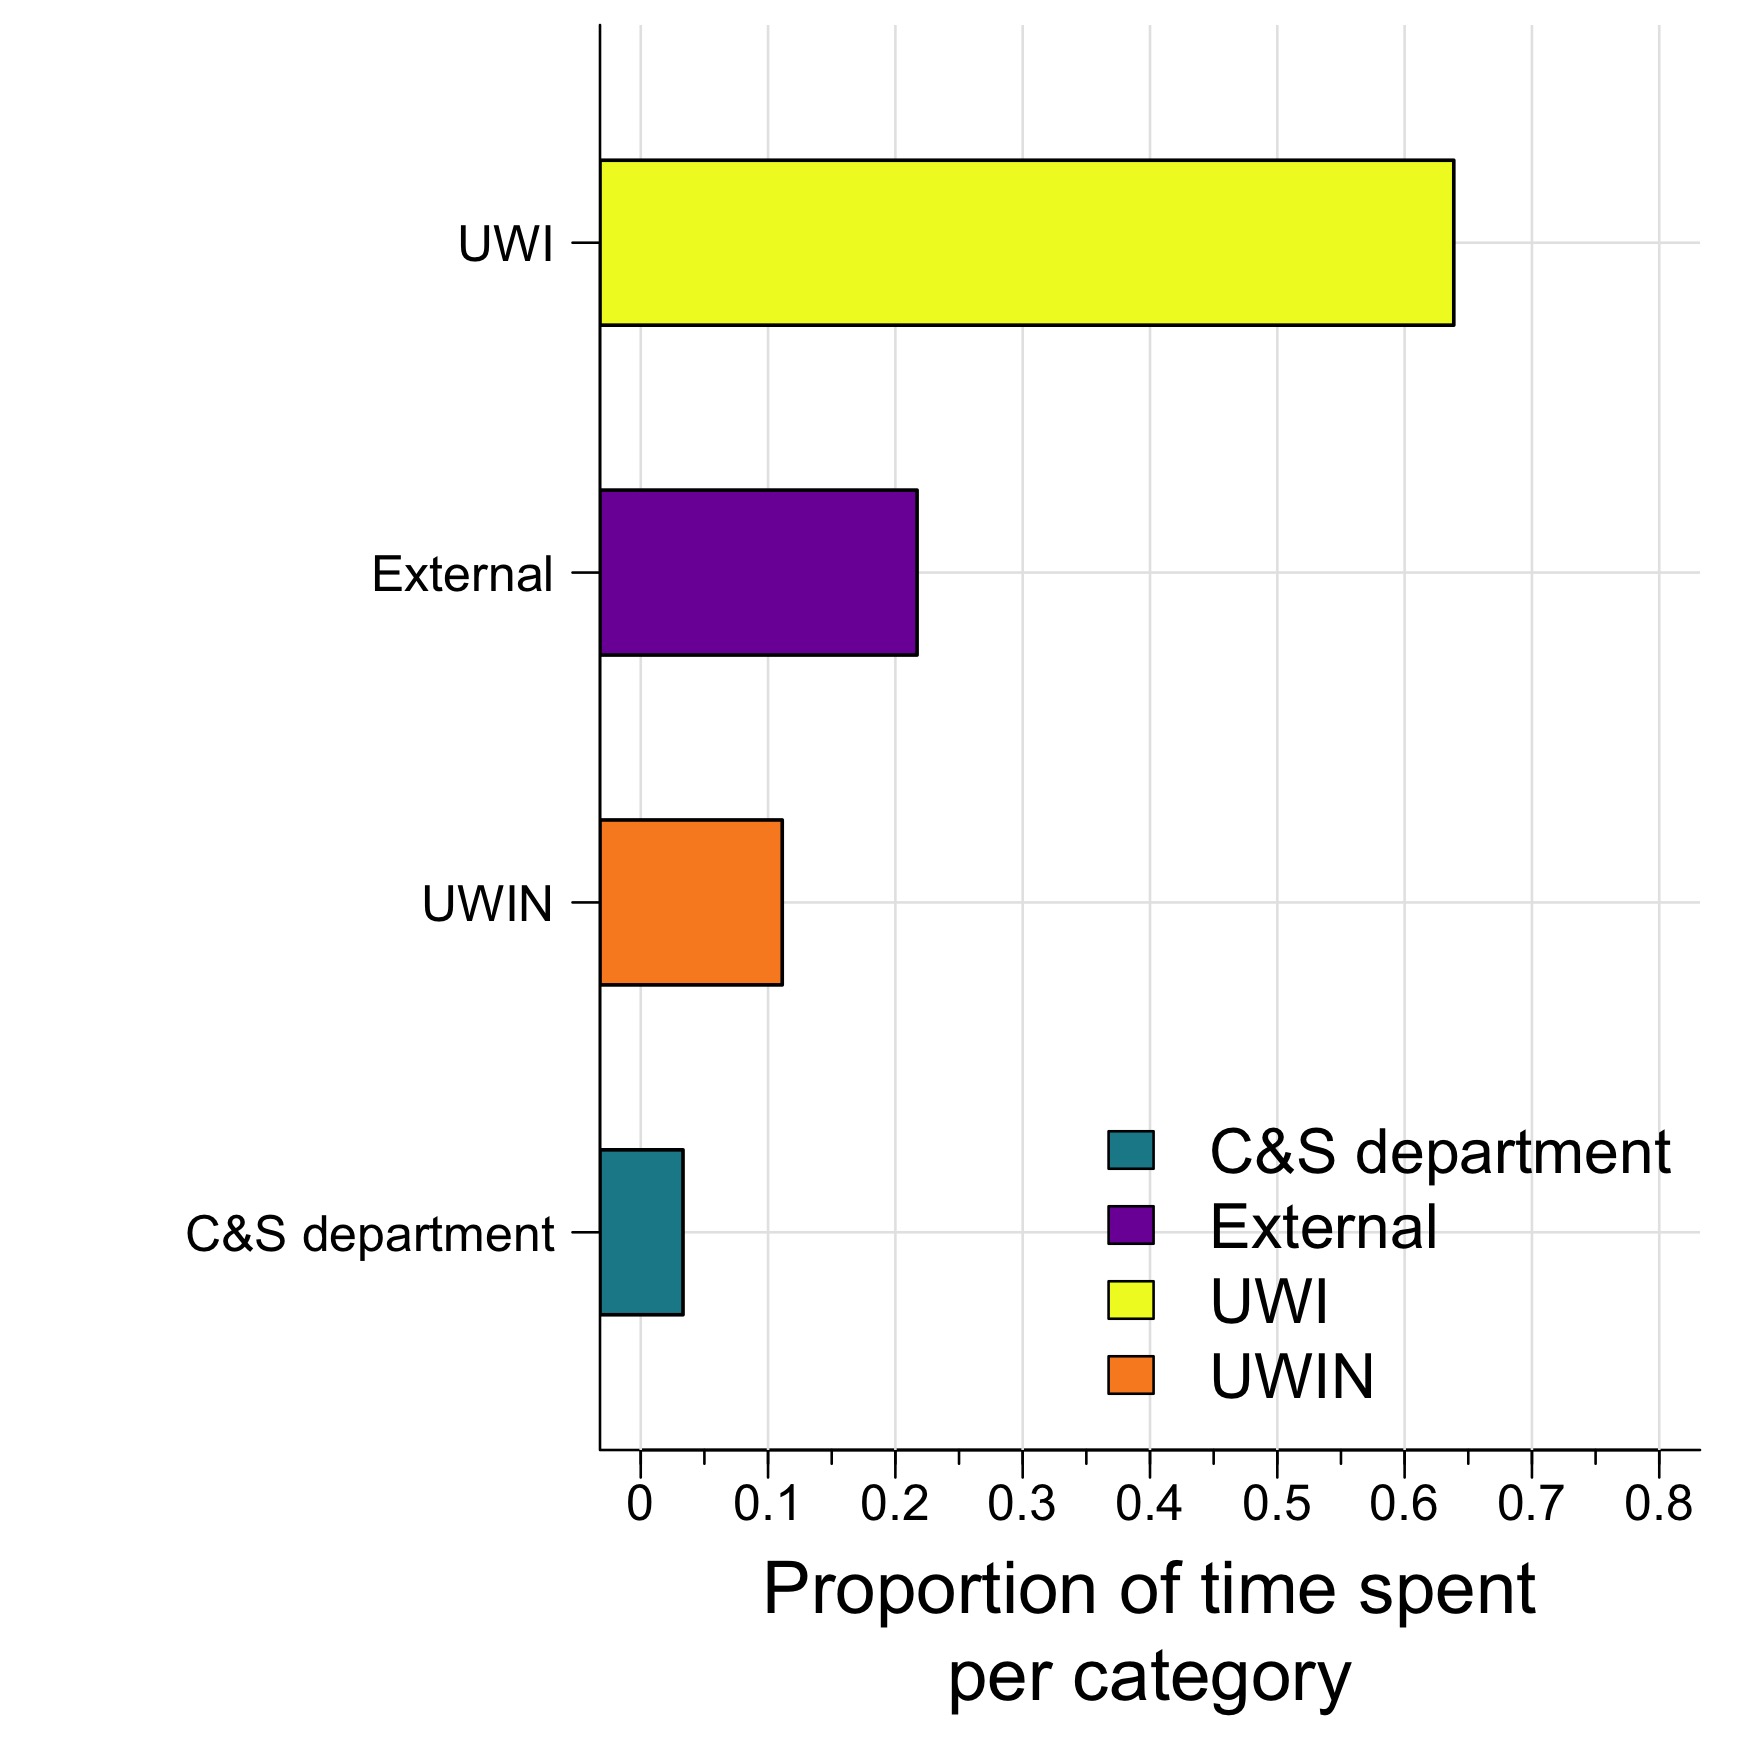 UWI
External
UWIN
C&S department
C&S department
External
UWI
UWIN
0 0.1 0.2 0.3 0.4 0.5 0.6 0.7 0.8
Proportion of time spent
per category